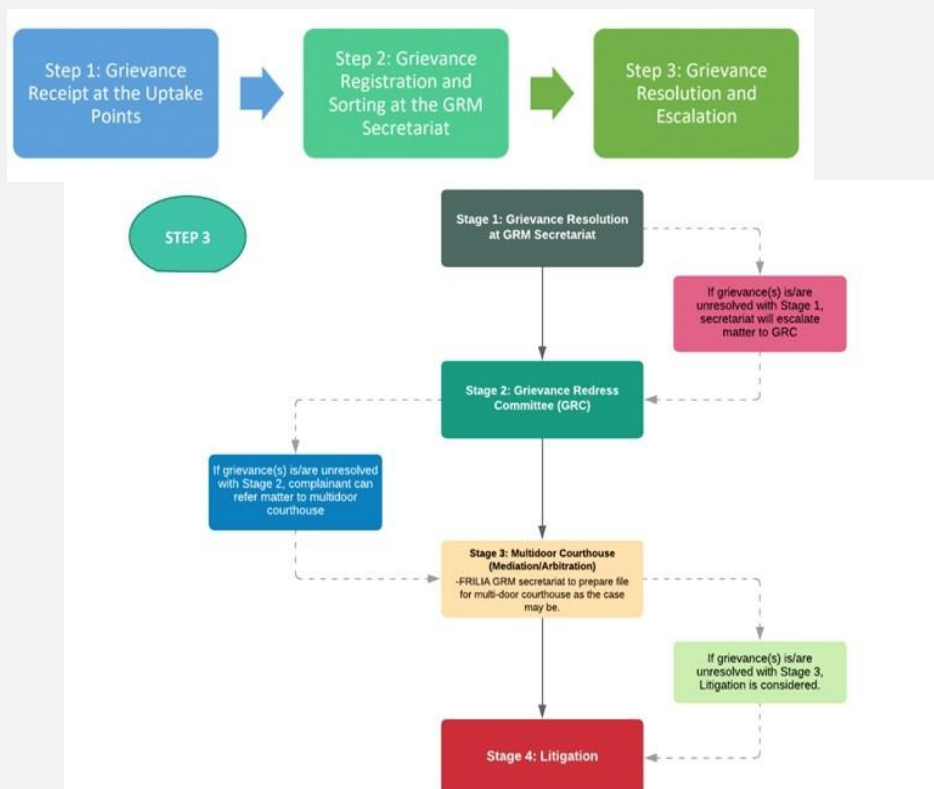 Step 1: Grievance
Receipt at the Uptake
Points
Step 2: Grievance
Registration and
Sorting at the GRM
Secretariat
Step 3: Grievance
Resolution and
Escalation
STEP 3
Stage 1: Grievance Resolution
at GRM Secretariat
If grievance(s) is/are
unresolved with Stage 1,
secretariat will escalate
matter to GRC
Stage 2: Grievance Redress
Committee (GRC)
If grievance(s) is/are unresolved
with Stage 2, complainant can
refer matter to multidoor
courthouse
Stage 3: Multidoor Courthouse
(Mediation/Arbitration)
-FRILIA GRM secretariat to prepare file
for multi-door courthouse as the case
may be.
If grievance(s) is/are
unresolved with Stage 3,
Litigation is considered.
Stage 4: Litigation